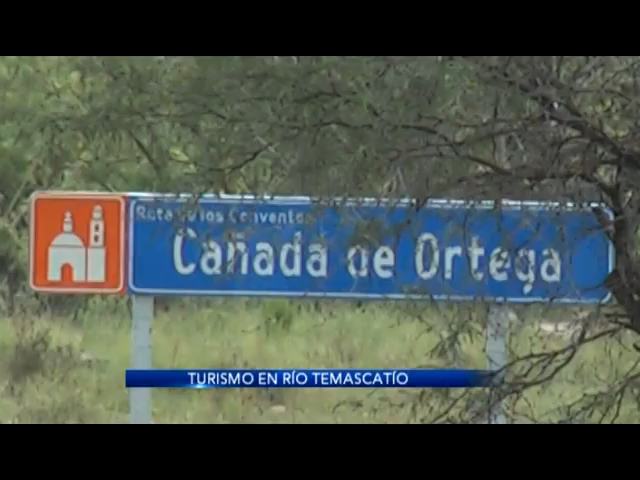 Ruta de los Conventos
Cañada de Ortega
TURISMO EN RÍO TEMASCATÍO